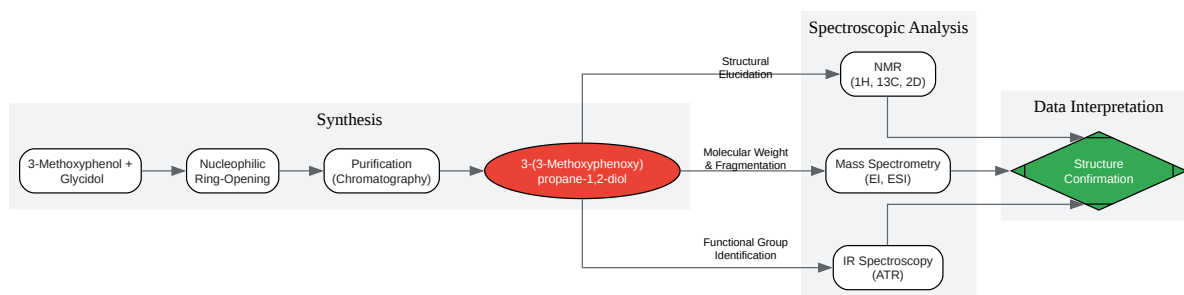 Synthesis
3-Methoxyphenol +
Glycidol
Nucleophilic
Ring-Opening
Purification
(Chromatography)
3-(3-Methoxyphenoxy)
propane-1,2-diol
Structural
Elucidation
Molecular Weight
& Fragmentation
Functional Group
Identification
Spectroscopic Analysis
NMR
(1H, 13C, 2D)
Mass Spectrometry
(EI, ESI)
IR Spectroscopy
(ATR)
Data Interpretation
Structure
Confirmation